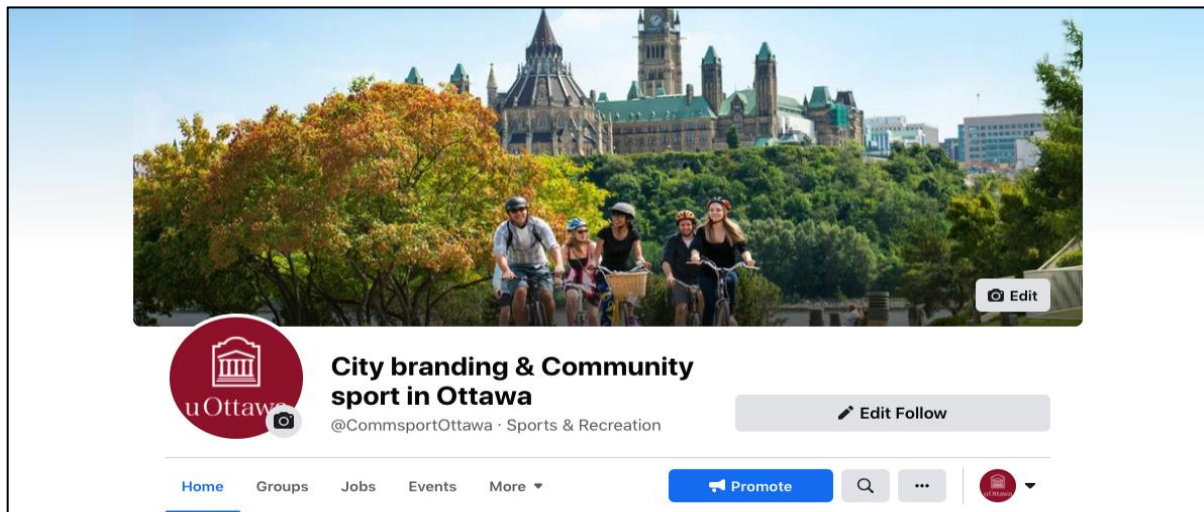 Edit
City branding & Community
sport in Ottawa
uOttawa
@CommsportOttawa · Sports & Recreation
Edit Follow
Home Groups Jobs Events More
Promote
uOttawa